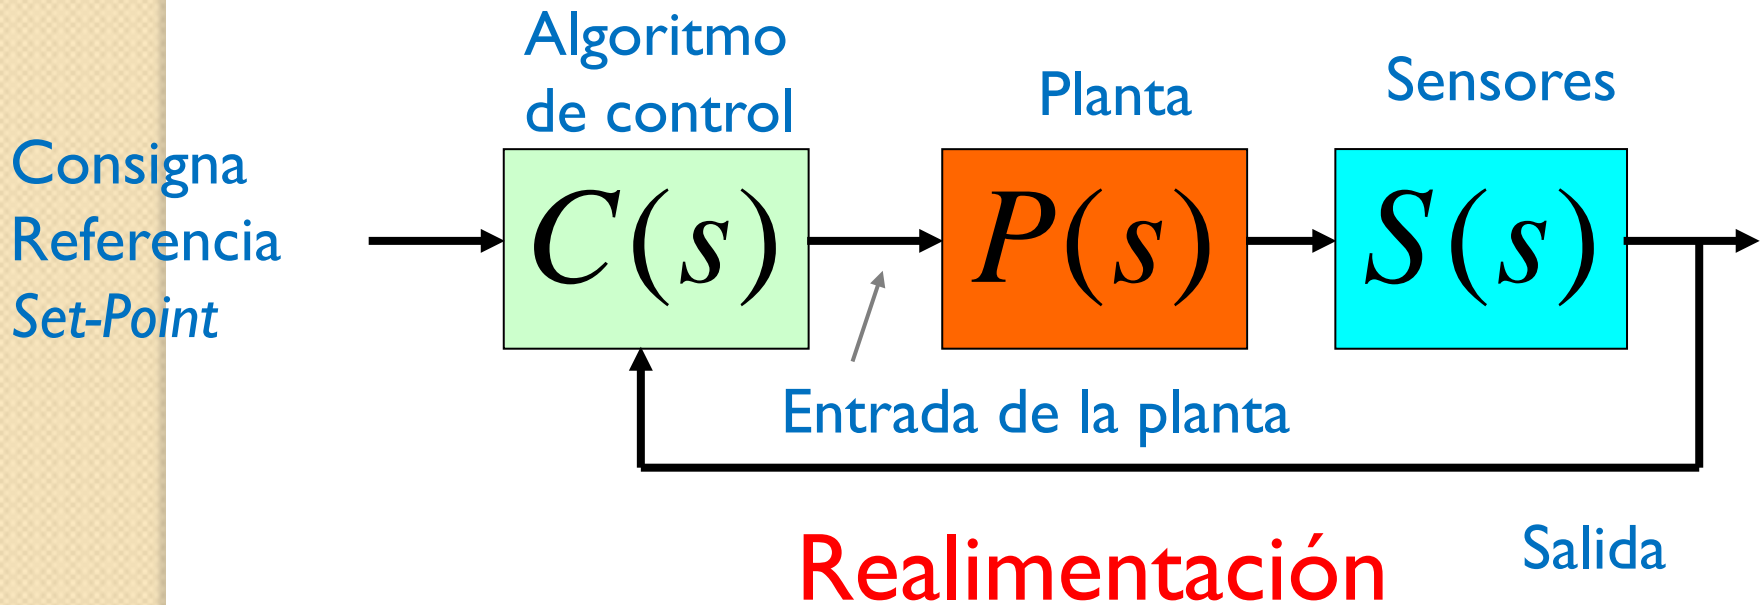 Algoritmo
de control
Planta
Sensores
Consigna
Referencia
Set-Point
C(s)
P(s)
S(s)
Entrada de la planta
Realimentación
Salida